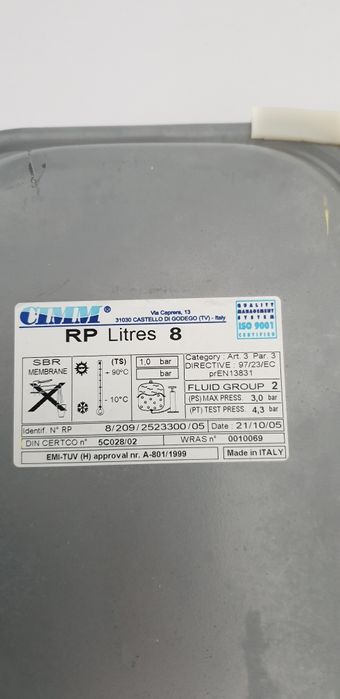 CIMM®
Via Caprera, 13
31030 CASTELLO DI GODEGO (TV) - Italy
QUALITY
MANAGEMENT
SYSTEM
ISO 9001
CERTIFIED
RP Litres 8
SBR
MEMBRANE
(TS)
+ 90°C
- 10°C
1,0 bar
bar
Category : Art. 3 Par. 3
DIRECTIVE : 97/23/EC
prEN13831
FLUID GROUP 2
(PS) MAX PRESS. 3,0 bar
(PT) TEST PRESS. 4,3 bar
Identif. N° RP 8/209/2523300/05 Date : 21/10/05
DIN CERTCO n° 5C028/02 WRAS n° 0010069
EMI-TUV (H) approval nr. A-801/1999 Made in ITALY